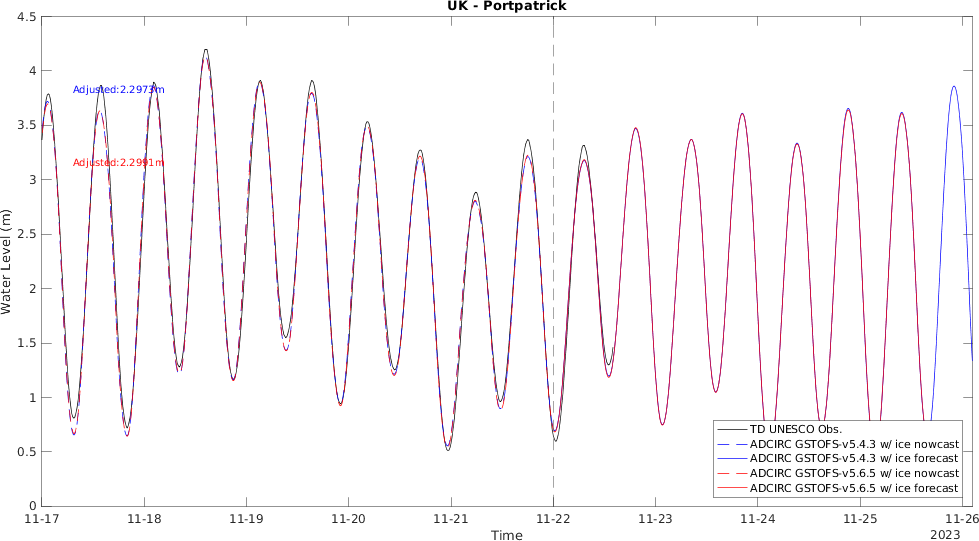 UK - Portpatrick
4.5
4
3.5
3
2.5
2
1.5
1
0.5
0
Water Level (m)
Adjusted:2.2973m
Adjusted:2.2991m
TD UNESCO Obs.
ADCIRC GSTOFS-v5.4.3 w/ ice nowcast
ADCIRC GSTOFS-v5.4.3 w/ ice forecast
ADCIRC GSTOFS-v5.6.5 w/ ice nowcast
ADCIRC GSTOFS-v5.6.5 w/ ice forecast
11-17 11-18 11-19 11-20 11-21 11-22 11-23 11-24 11-25 11-26
Time
2023